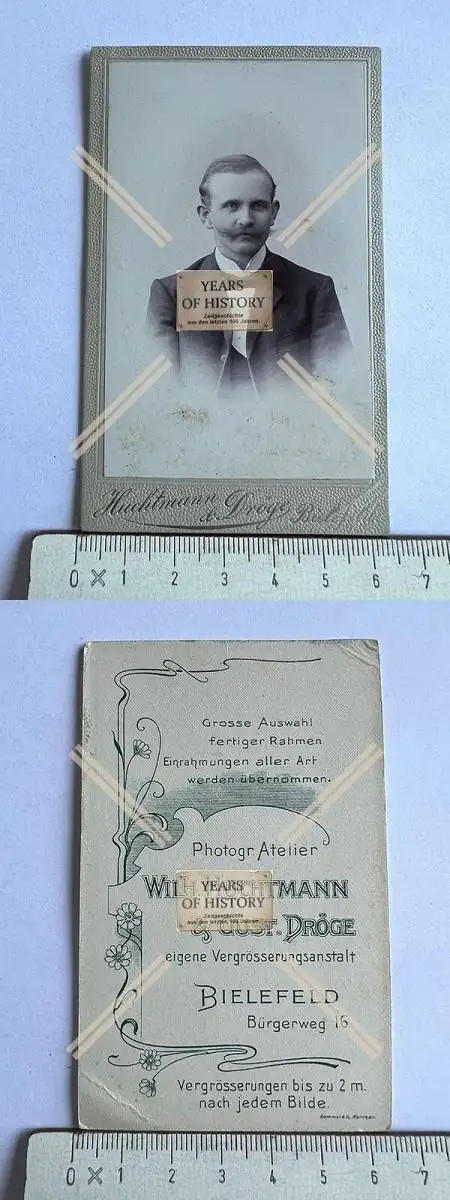 YEARS
OF HISTORY
Zeitgeschichte
aus den letzten 100 Jahren.
Huchtmann
& Dröge Bielefeld
0 1 2 3 4 5 6 7
Grosse Auswahl
fertiger Rahmen
Einrahmungen aller Art
werden übernommen.
Photogr. Atelier
WILH. HUCHTMANN
YEARS
OF HISTORY
Zeitgeschichte
aus den letzten 100 Jahren.
& GUST. DRÖGE
eigene Vergrösserungsanstalt
BIELEFELD
Bürgerweg 16
Vergrösserungen bis zu 2 m.
nach jedem Bilde.
0 1 2 3 4 5 6 7